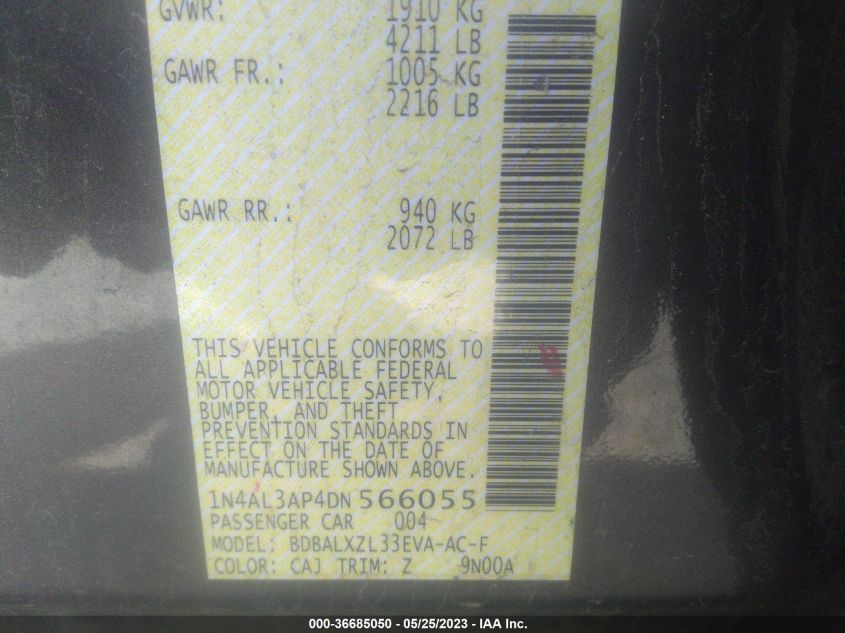 GVWR: 1910 KG
4211 LB
GAWR FR.: 1005 KG
2216 LB
GAWR RR.: 940 KG
2072 LB
THIS VEHICLE CONFORMS TO
ALL APPLICABLE FEDERAL
MOTOR VEHICLE SAFETY,
BUMPER, AND THEFT
PREVENTION STANDARDS IN
EFFECT ON THE DATE OF
MANUFACTURE SHOWN ABOVE.
1N4AL3AP4DN 566055
PASSENGER CAR 004
MODEL: BDBALXZL33EVA-AC-F
COLOR: CAJ TRIM: Z 9N00A
000-36685050 - 05/25/2023 - IAA Inc.